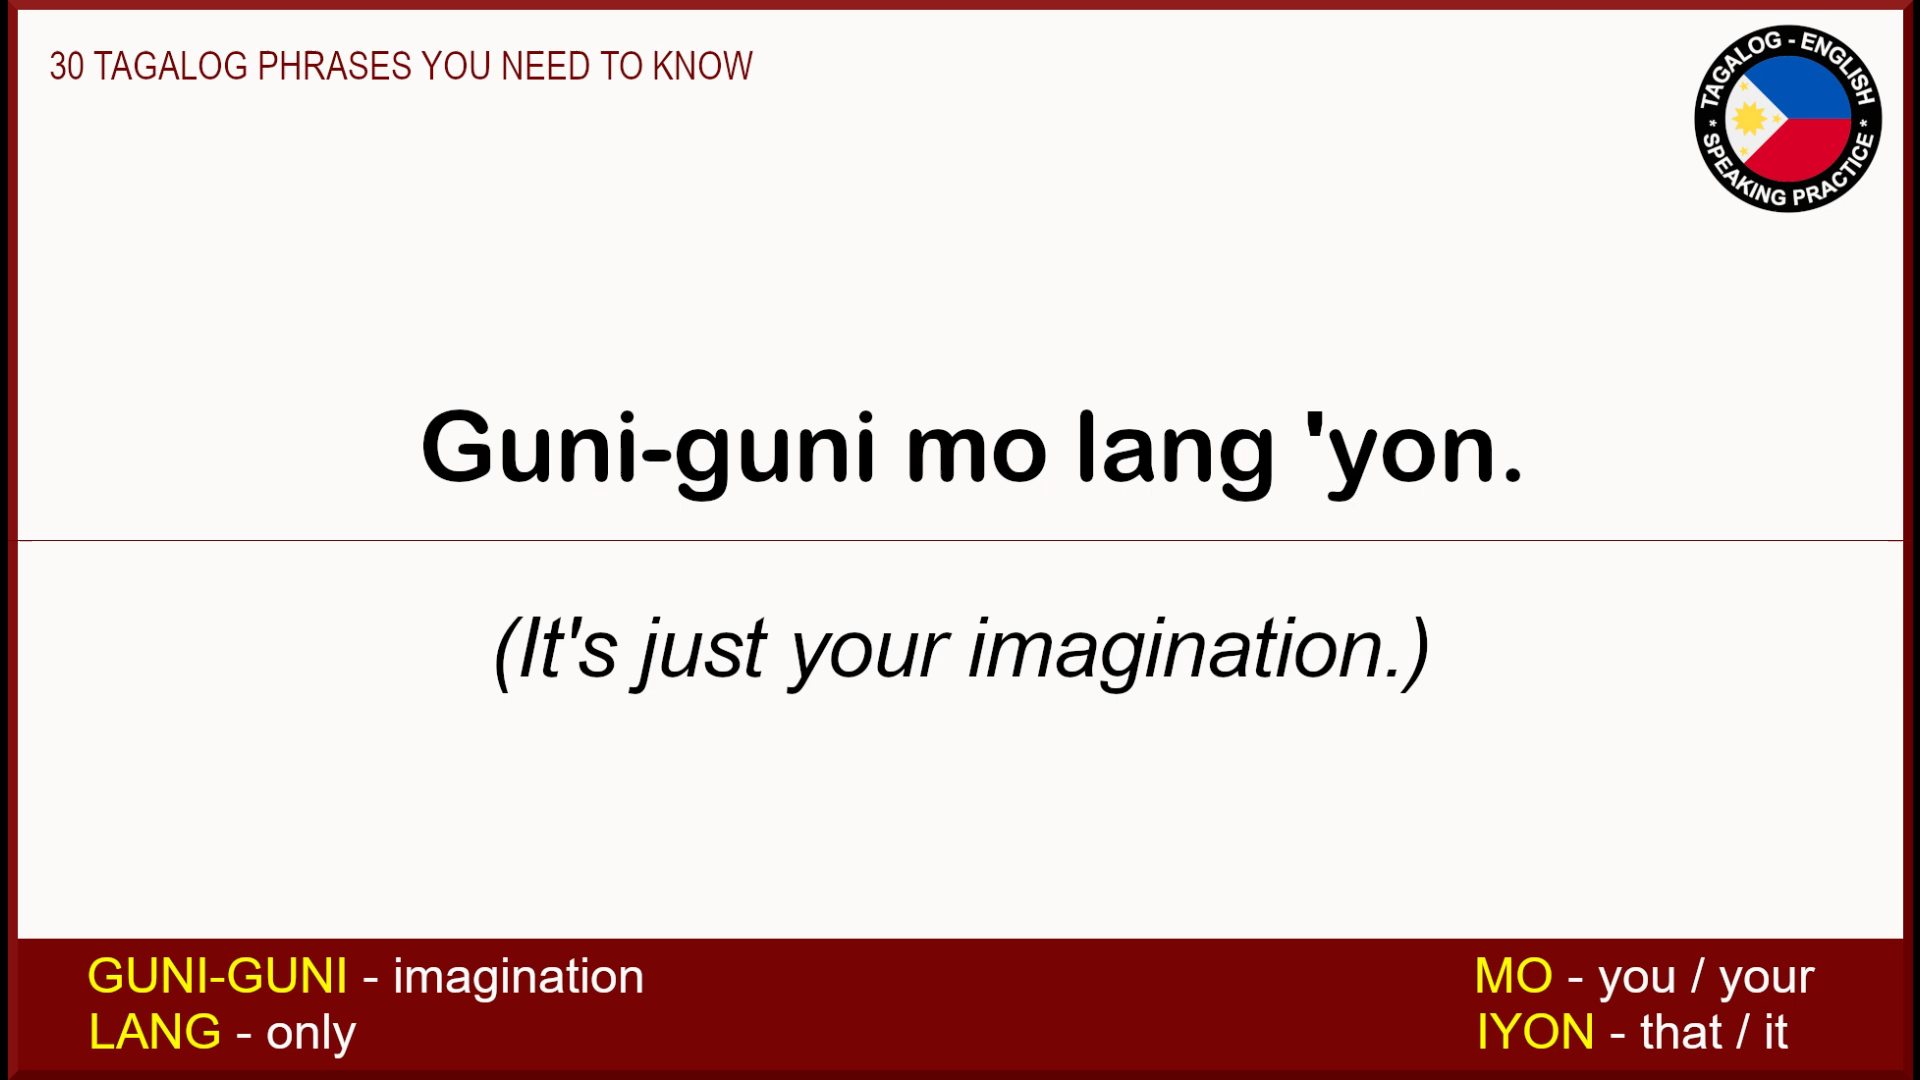 30 TAGALOG PHRASES YOU NEED TO KNOW
TAGALOG - ENGLISH
* SPEAKING PRACTICE *
Guni-guni mo lang 'yon.
(It's just your imagination.)
GUNI-GUNI - imagination
LANG - only
MO - you / your
IYON - that / it